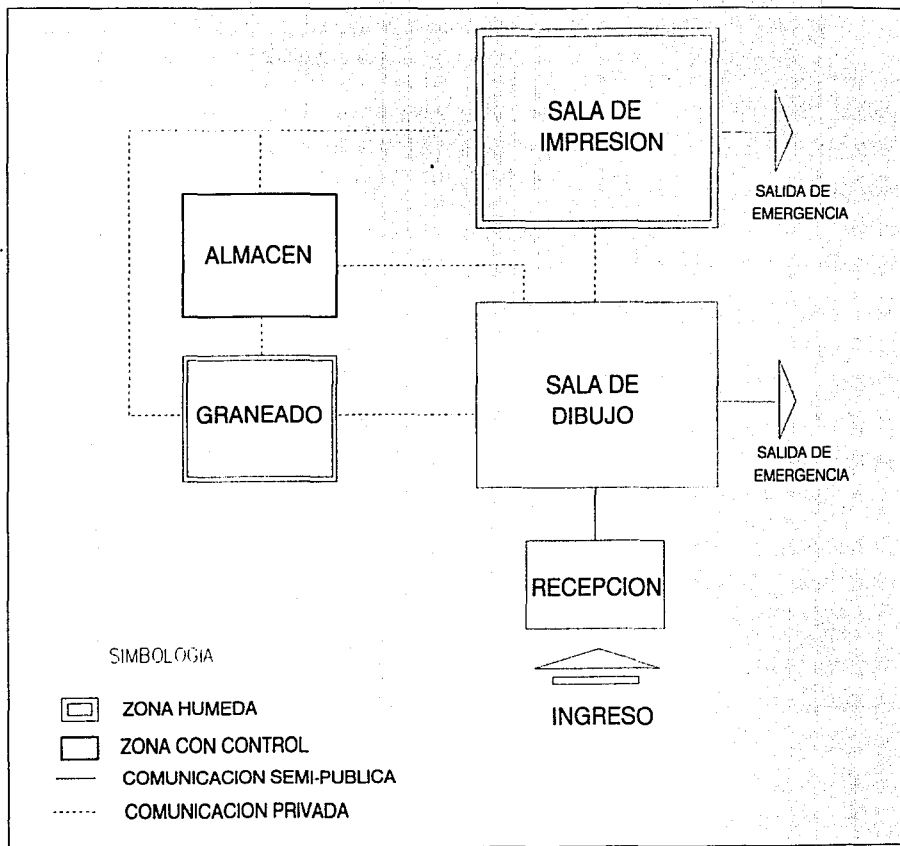 SALA DE
IMPRESION
SALIDA DE
EMERGENCIA
ALMACEN
GRANEADO
SALA DE
DIBUJO
SALIDA DE
EMERGENCIA
RECEPCION
INGRESO
SIMBOLOGIA
ZONA HUMEDA
ZONA CON CONTROL
COMUNICACION SEMI-PUBLICA
COMUNICACION PRIVADA